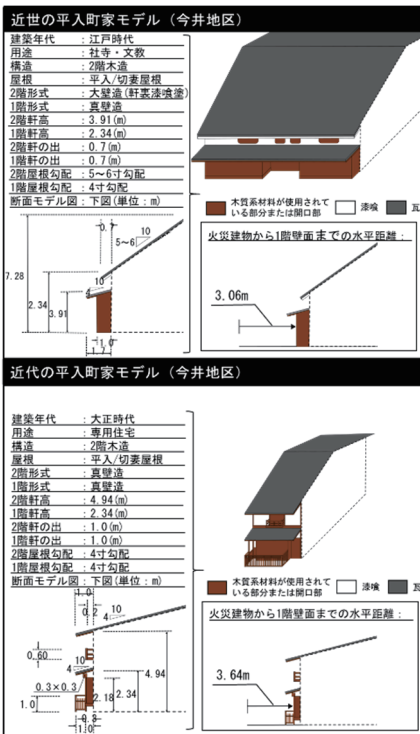 近世の平入町家モデル（今井地区）
建築年代 ：江戸時代
用途 ：社寺・文教
構造 ：2階木造
屋根 ：平入/切妻屋根
2階形式 ：大壁造(軒裏漆喰塗)
1階形式 ：真壁造
2階軒高 ：3.91(m)
1階軒高 ：2.34(m)
2階軒の出 ：0.7(m)
1階軒の出 ：0.7(m)
2階屋根勾配 ：5〜6寸勾配
1階屋根勾配 ：4寸勾配
断面モデル図 ：下図(単位：m)
木質系材料が使用されて
いる部分または開口部
漆喰
瓦
0.7
10
5〜6
10
4
7.28
2.34
3.91
1.0
1.7
火災建物から1階壁面までの水平距離：
3.06m
近代の平入町家モデル（今井地区）
建築年代 ：大正時代
用途 ：専用住宅
構造 ：2階木造
屋根 ：平入/切妻屋根
2階形式 ：真壁造
1階形式 ：真壁造
2階軒高 ：4.94(m)
1階軒高 ：2.34(m)
2階軒の出 ：1.0(m)
1階軒の出 ：1.0(m)
2階屋根勾配 ：4寸勾配
1階屋根勾配 ：4寸勾配
断面モデル図 ：下図(単位：m)
木質系材料が使用されて
いる部分または開口部
漆喰
瓦
1.0
0.2
10
4
0.60
10
4
4.94
0.3×0.3
2.18
2.34
1.0
0.3
1.0
火災建物から1階壁面までの水平距離：
3.64m